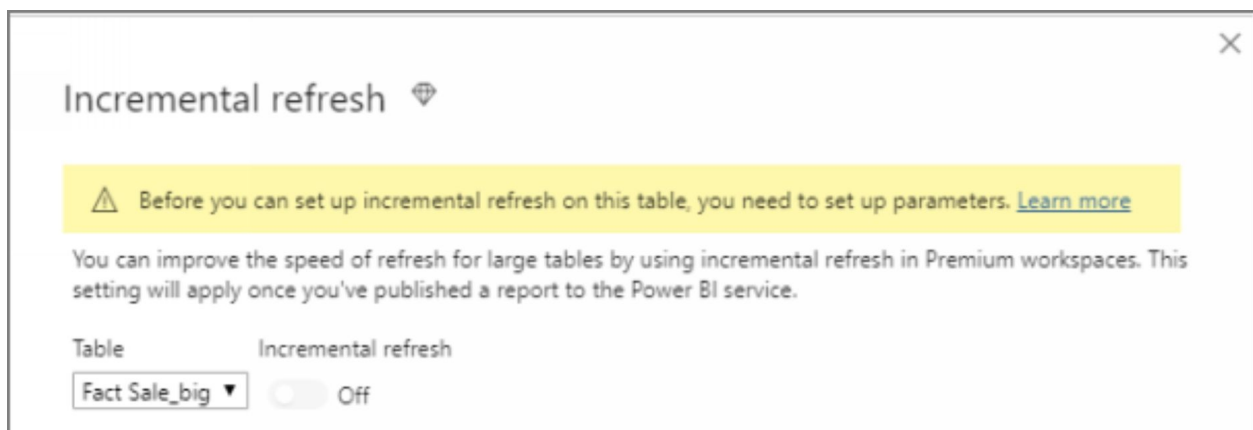 Incremental refresh
Before you can set up incremental refresh on this table, you need to set up parameters. Learn more
You can improve the speed of refresh for large tables by using incremental refresh in Premium workspaces. This
setting will apply once you've published a report to the Power BI service.
Table Incremental refresh
Fact Sale_big Off